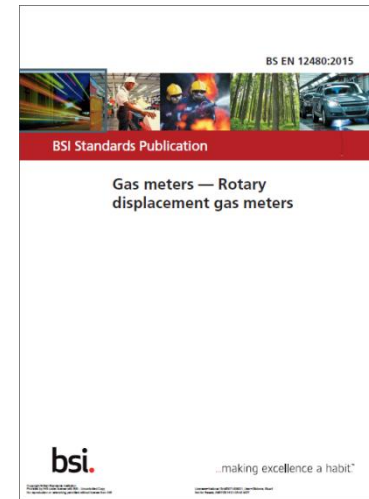 BS EN 12480:2015
BSI Standards Publication
Gas meters — Rotary
displacement gas meters
bsi.
...making excellence a habit.™